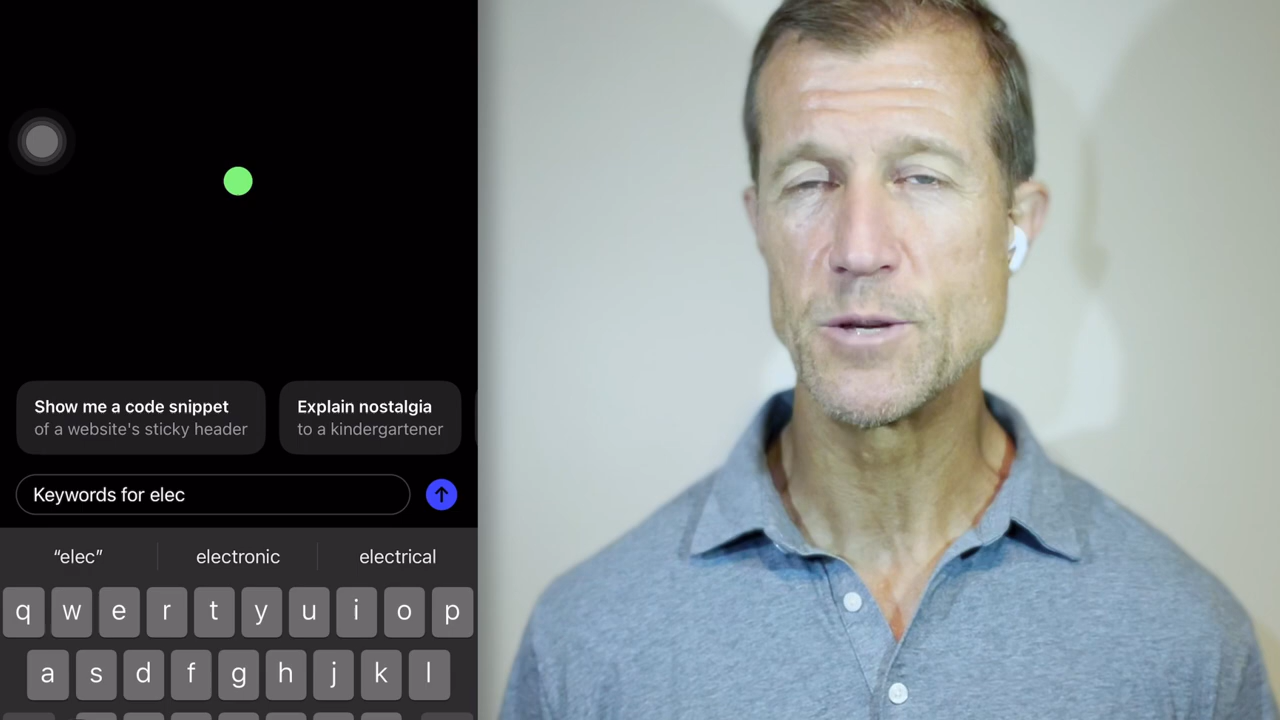 Show me a code snippet
of a website's sticky header
Explain nostalgia
to a kindergartener
Keywords for elec
“elec”
electronic
electrical
q w e r t y u i o p
a s d f g h j k l